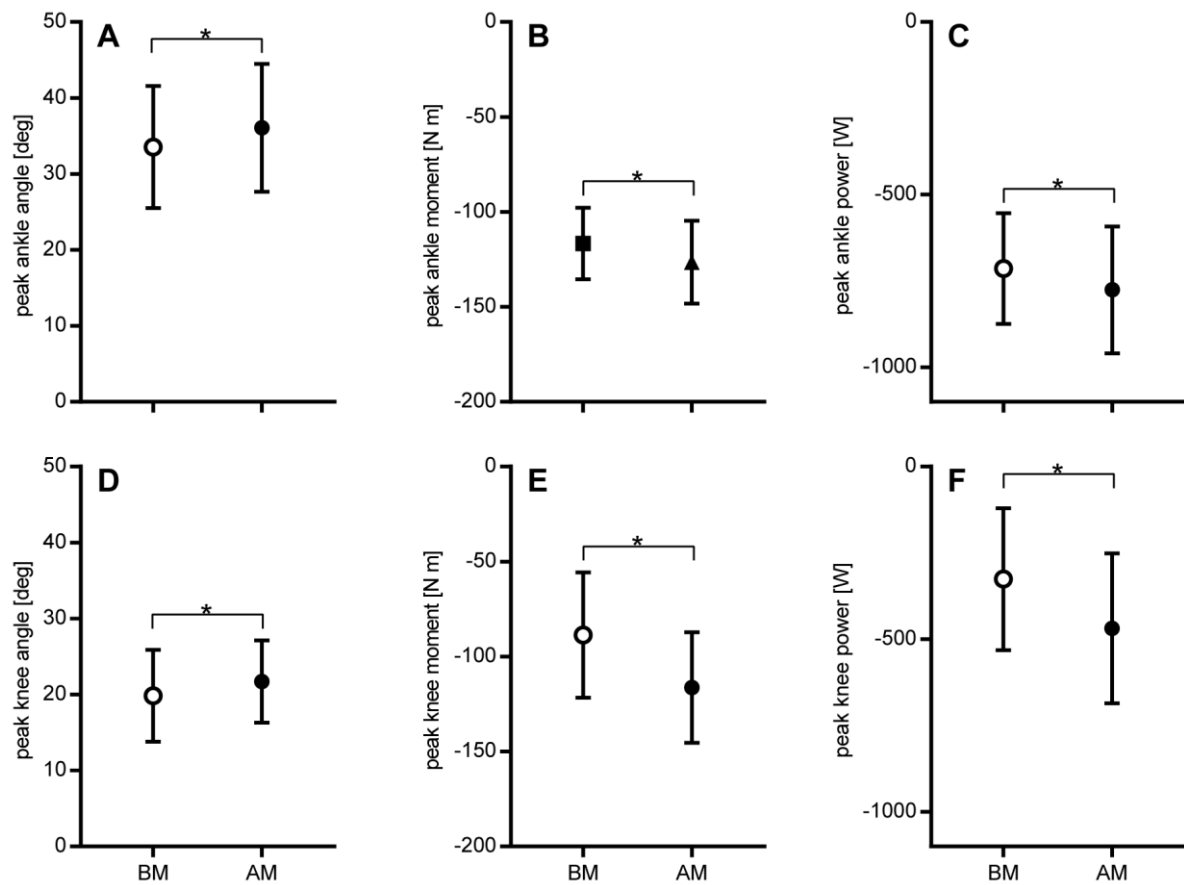 A
peak ankle angle [deg]
50
40
30
20
10
0
*
B
peak ankle moment [N m]
0
-50
-100
-150
-200
*
C
peak ankle power [W]
0
-500
-1000
*
D
peak knee angle [deg]
50
40
30
20
10
0
*
BM AM
E
peak knee moment [N m]
0
-50
-100
-150
-200
*
BM AM
F
peak knee power [W]
0
-500
-1000
*
BM AM